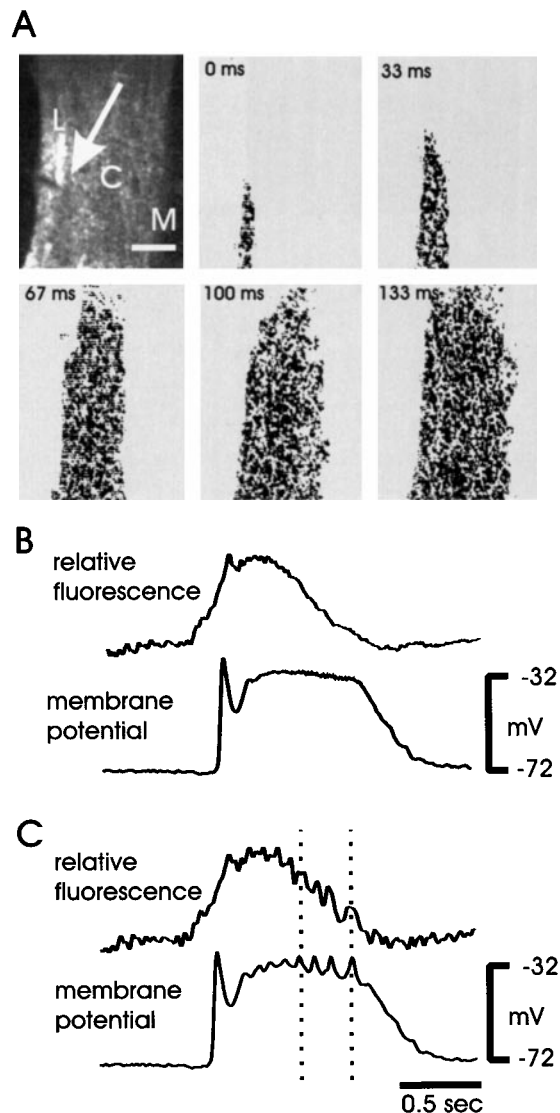 A
L
C
M
0 ms
33 ms
67 ms
100 ms
133 ms
B
relative
fluorescence
membrane
potential
-32
mV
-72
C
relative
fluorescence
membrane
potential
-32
mV
-72
0.5 sec